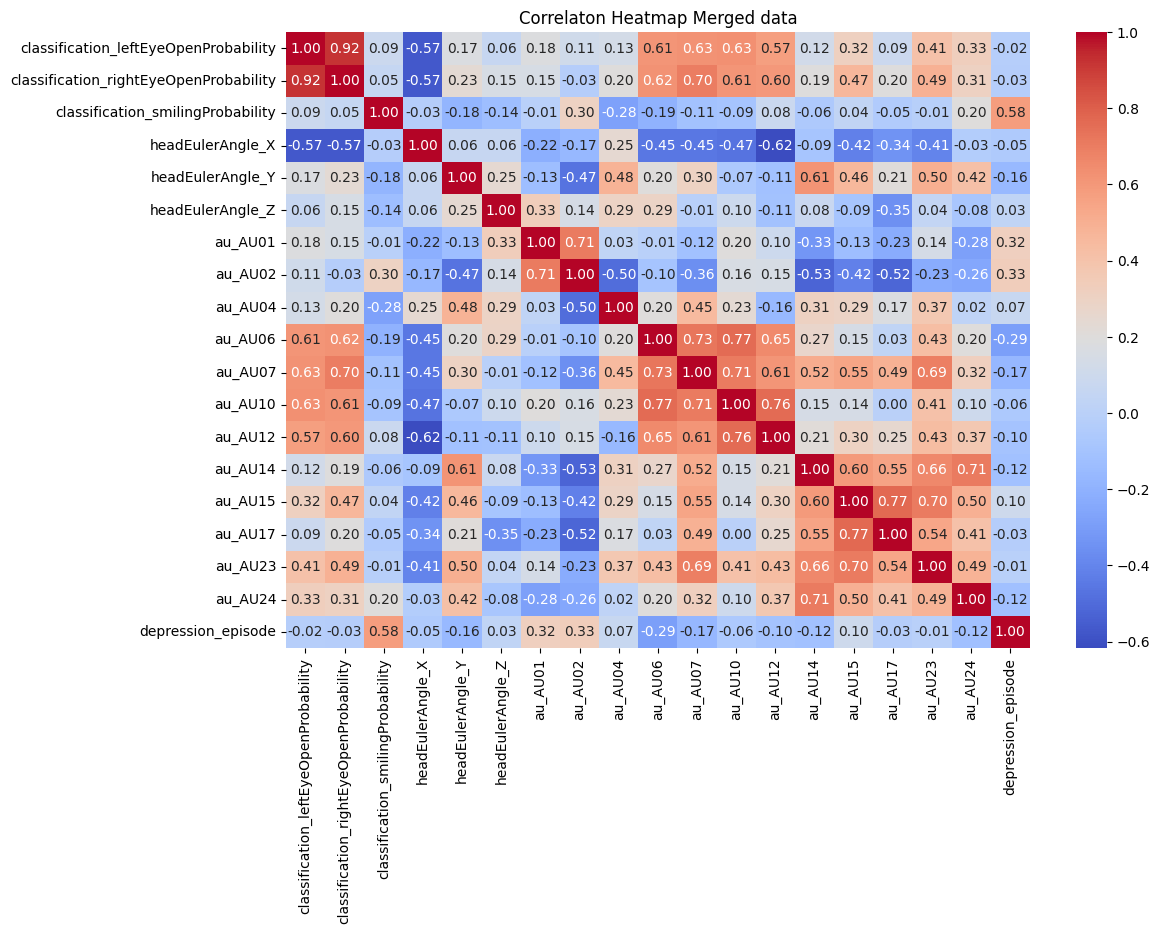 Correlaton Heatmap Merged data
classification_leftEyeOpenProbability 1.00 0.92 0.09 -0.57 0.17 0.06 0.18 0.11 0.13 0.61 0.63 0.63 0.57 0.12 0.32 0.09 0.41 0.33 -0.02
classification_rightEyeOpenProbability 0.92 1.00 0.05 -0.57 0.23 0.15 0.15 -0.03 0.20 0.62 0.70 0.61 0.60 0.19 0.47 0.20 0.49 0.31 -0.03
classification_smilingProbability 0.09 0.05 1.00 -0.03 -0.18 -0.14 -0.01 0.30 -0.28 -0.19 -0.11 -0.09 0.08 -0.06 0.04 -0.05 -0.01 0.20 0.58
headEulerAngle_X -0.57 -0.57 -0.03 1.00 0.06 0.06 -0.22 -0.17 0.25 -0.45 -0.45 -0.47 -0.62 -0.09 -0.42 -0.34 -0.41 -0.03 -0.05
headEulerAngle_Y 0.17 0.23 -0.18 0.06 1.00 0.25 -0.13 -0.47 0.48 0.20 0.30 -0.07 -0.11 0.61 0.46 0.21 0.50 0.42 -0.16
headEulerAngle_Z 0.06 0.15 -0.14 0.06 0.25 1.00 0.33 0.14 0.29 0.29 -0.01 0.10 -0.11 0.08 -0.09 -0.35 0.04 -0.08 0.03
au_AU01 0.18 0.15 -0.01 -0.22 -0.13 0.33 1.00 0.71 0.03 -0.01 -0.12 0.20 0.10 -0.33 -0.13 -0.23 0.14 -0.28 0.32
au_AU02 0.11 -0.03 0.30 -0.17 -0.47 0.14 0.71 1.00 -0.50 -0.10 -0.36 0.16 0.15 -0.53 -0.42 -0.52 -0.23 -0.26 0.33
au_AU04 0.13 0.20 -0.28 0.25 0.48 0.29 0.03 -0.50 1.00 0.20 0.45 0.23 -0.16 0.31 0.29 0.17 0.37 0.02 0.07
au_AU06 0.61 0.62 -0.19 -0.45 0.20 0.29 -0.01 -0.10 0.20 1.00 0.73 0.77 0.65 0.27 0.15 0.03 0.43 0.20 -0.29
au_AU07 0.63 0.70 -0.11 -0.45 0.30 -0.01 -0.12 -0.36 0.45 0.73 1.00 0.71 0.61 0.52 0.55 0.49 0.69 0.32 -0.17
au_AU10 0.63 0.61 -0.09 -0.47 -0.07 0.10 0.20 0.16 0.23 0.77 0.71 1.00 0.76 0.15 0.14 0.00 0.41 0.10 -0.06
au_AU12 0.57 0.60 0.08 -0.62 -0.11 -0.11 0.10 0.15 -0.16 0.65 0.61 0.76 1.00 0.21 0.30 0.25 0.43 0.37 -0.10
au_AU14 0.12 0.19 -0.06 -0.09 0.61 0.08 -0.33 -0.53 0.31 0.27 0.52 0.15 0.21 1.00 0.60 0.55 0.66 0.71 -0.12
au_AU15 0.32 0.47 0.04 -0.42 0.46 -0.09 -0.13 -0.42 0.29 0.15 0.55 0.14 0.30 0.60 1.00 0.77 0.70 0.50 0.10
au_AU17 0.09 0.20 -0.05 -0.34 0.21 -0.35 -0.23 -0.52 0.17 0.03 0.49 0.00 0.25 0.55 0.77 1.00 0.54 0.41 -0.03
au_AU23 0.41 0.49 -0.01 -0.41 0.50 0.04 0.14 -0.23 0.37 0.43 0.69 0.41 0.43 0.66 0.70 0.54 1.00 0.49 -0.01
au_AU24 0.33 0.31 0.20 -0.03 0.42 -0.08 -0.28 -0.26 0.02 0.20 0.32 0.10 0.37 0.71 0.50 0.41 0.49 1.00 -0.12
depression_episode -0.02 -0.03 0.58 -0.05 -0.16 0.03 0.32 0.33 0.07 -0.29 -0.17 -0.06 -0.10 -0.12 0.10 -0.03 -0.01 -0.12 1.00
classification_leftEyeOpenProbability
classification_rightEyeOpenProbability
classification_smilingProbability
headEulerAngle_X
headEulerAngle_Y
headEulerAngle_Z
au_AU01
au_AU02
au_AU04
au_AU06
au_AU07
au_AU10
au_AU12
au_AU14
au_AU15
au_AU17
au_AU23
au_AU24
depression_episode
1.0
0.8
0.6
0.4
0.2
0.0
−0.2
−0.4
−0.6